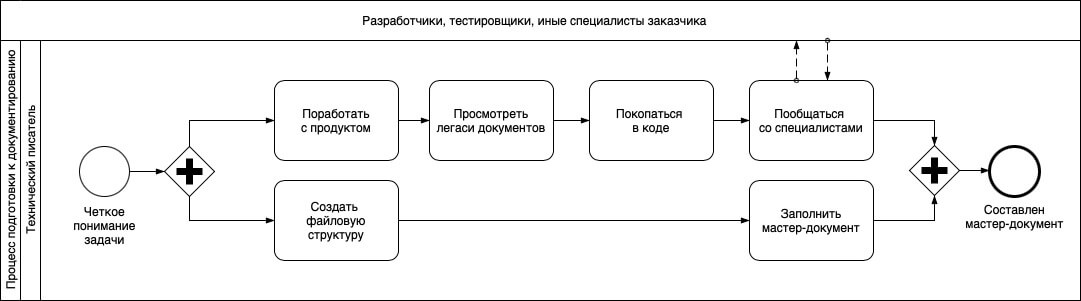 Разработчики, тестировщики, иные специалисты заказчика
Процесс подготовки к документированию
Технический писатель
Четкое
понимание
задачи
Поработать
с продуктом
Просмотреть
легаси документов
Покопаться
в коде
Пообщаться
со специалистами
Создать
файловую
структуру
Заполнить
мастер-документ
Составлен
мастер-документ